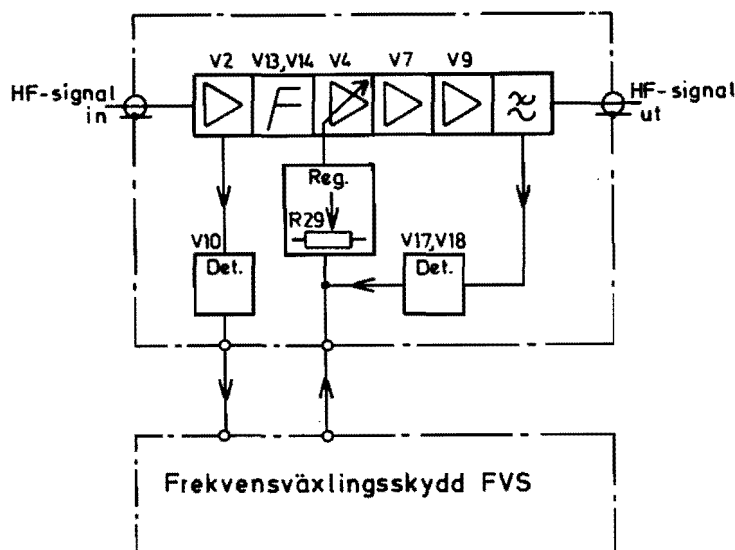 V2 V13,V14 V4 V7 V9
HF-signal
in
F
HF-signal
ut
Reg.
R29
V10
Det.
V17,V18
Det.
Frekvensväxlingsskydd FVS